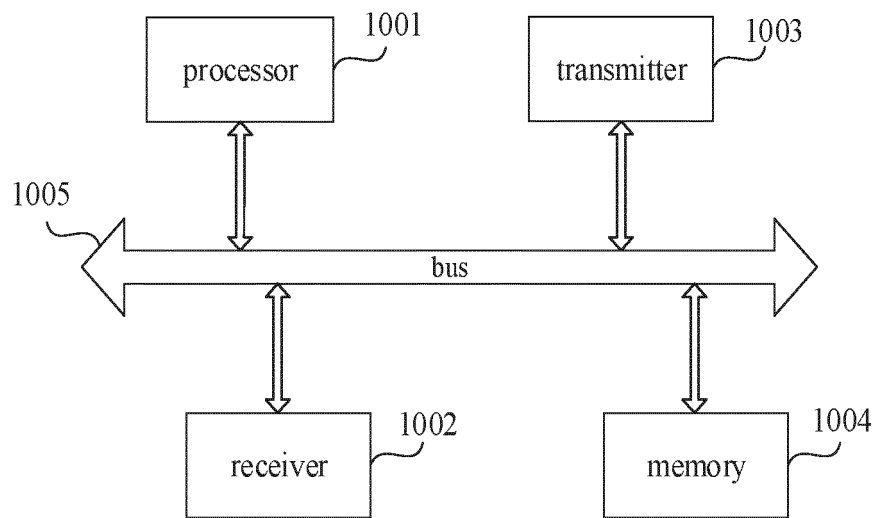 1001
processor
1003
transmitter
1005
bus
1002
receiver
1004
memory